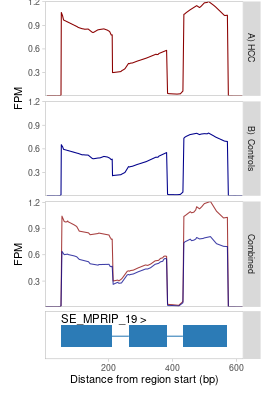 1.2
0.9
0.6
0.3
FPM
A) HCC
1.2
0.9
0.6
0.3
B) Controls
1.2
0.9
0.6
0.3
FPM
Combined
SE_MPRIP_19 >
200 400 600
Distance from region start (bp)